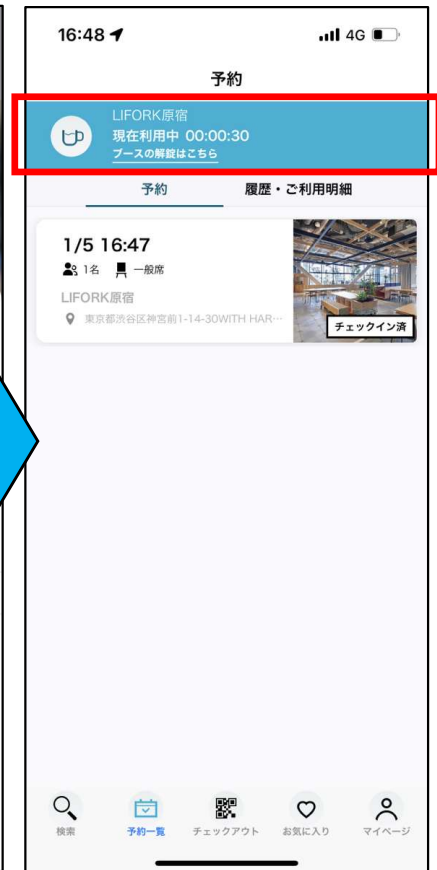 16:48
4G
予約
LIFORK原宿
現在利用中 00:00:30
ブースの解錠はこちら
予約
履歴・ご利用明細
1/5 16:47
1名 一般席
LIFORK原宿
東京都渋谷区神宮前1-14-30WITH HAR…
チェックイン済
検索
予約一覧
チェックアウト
お気に入り
マイページ